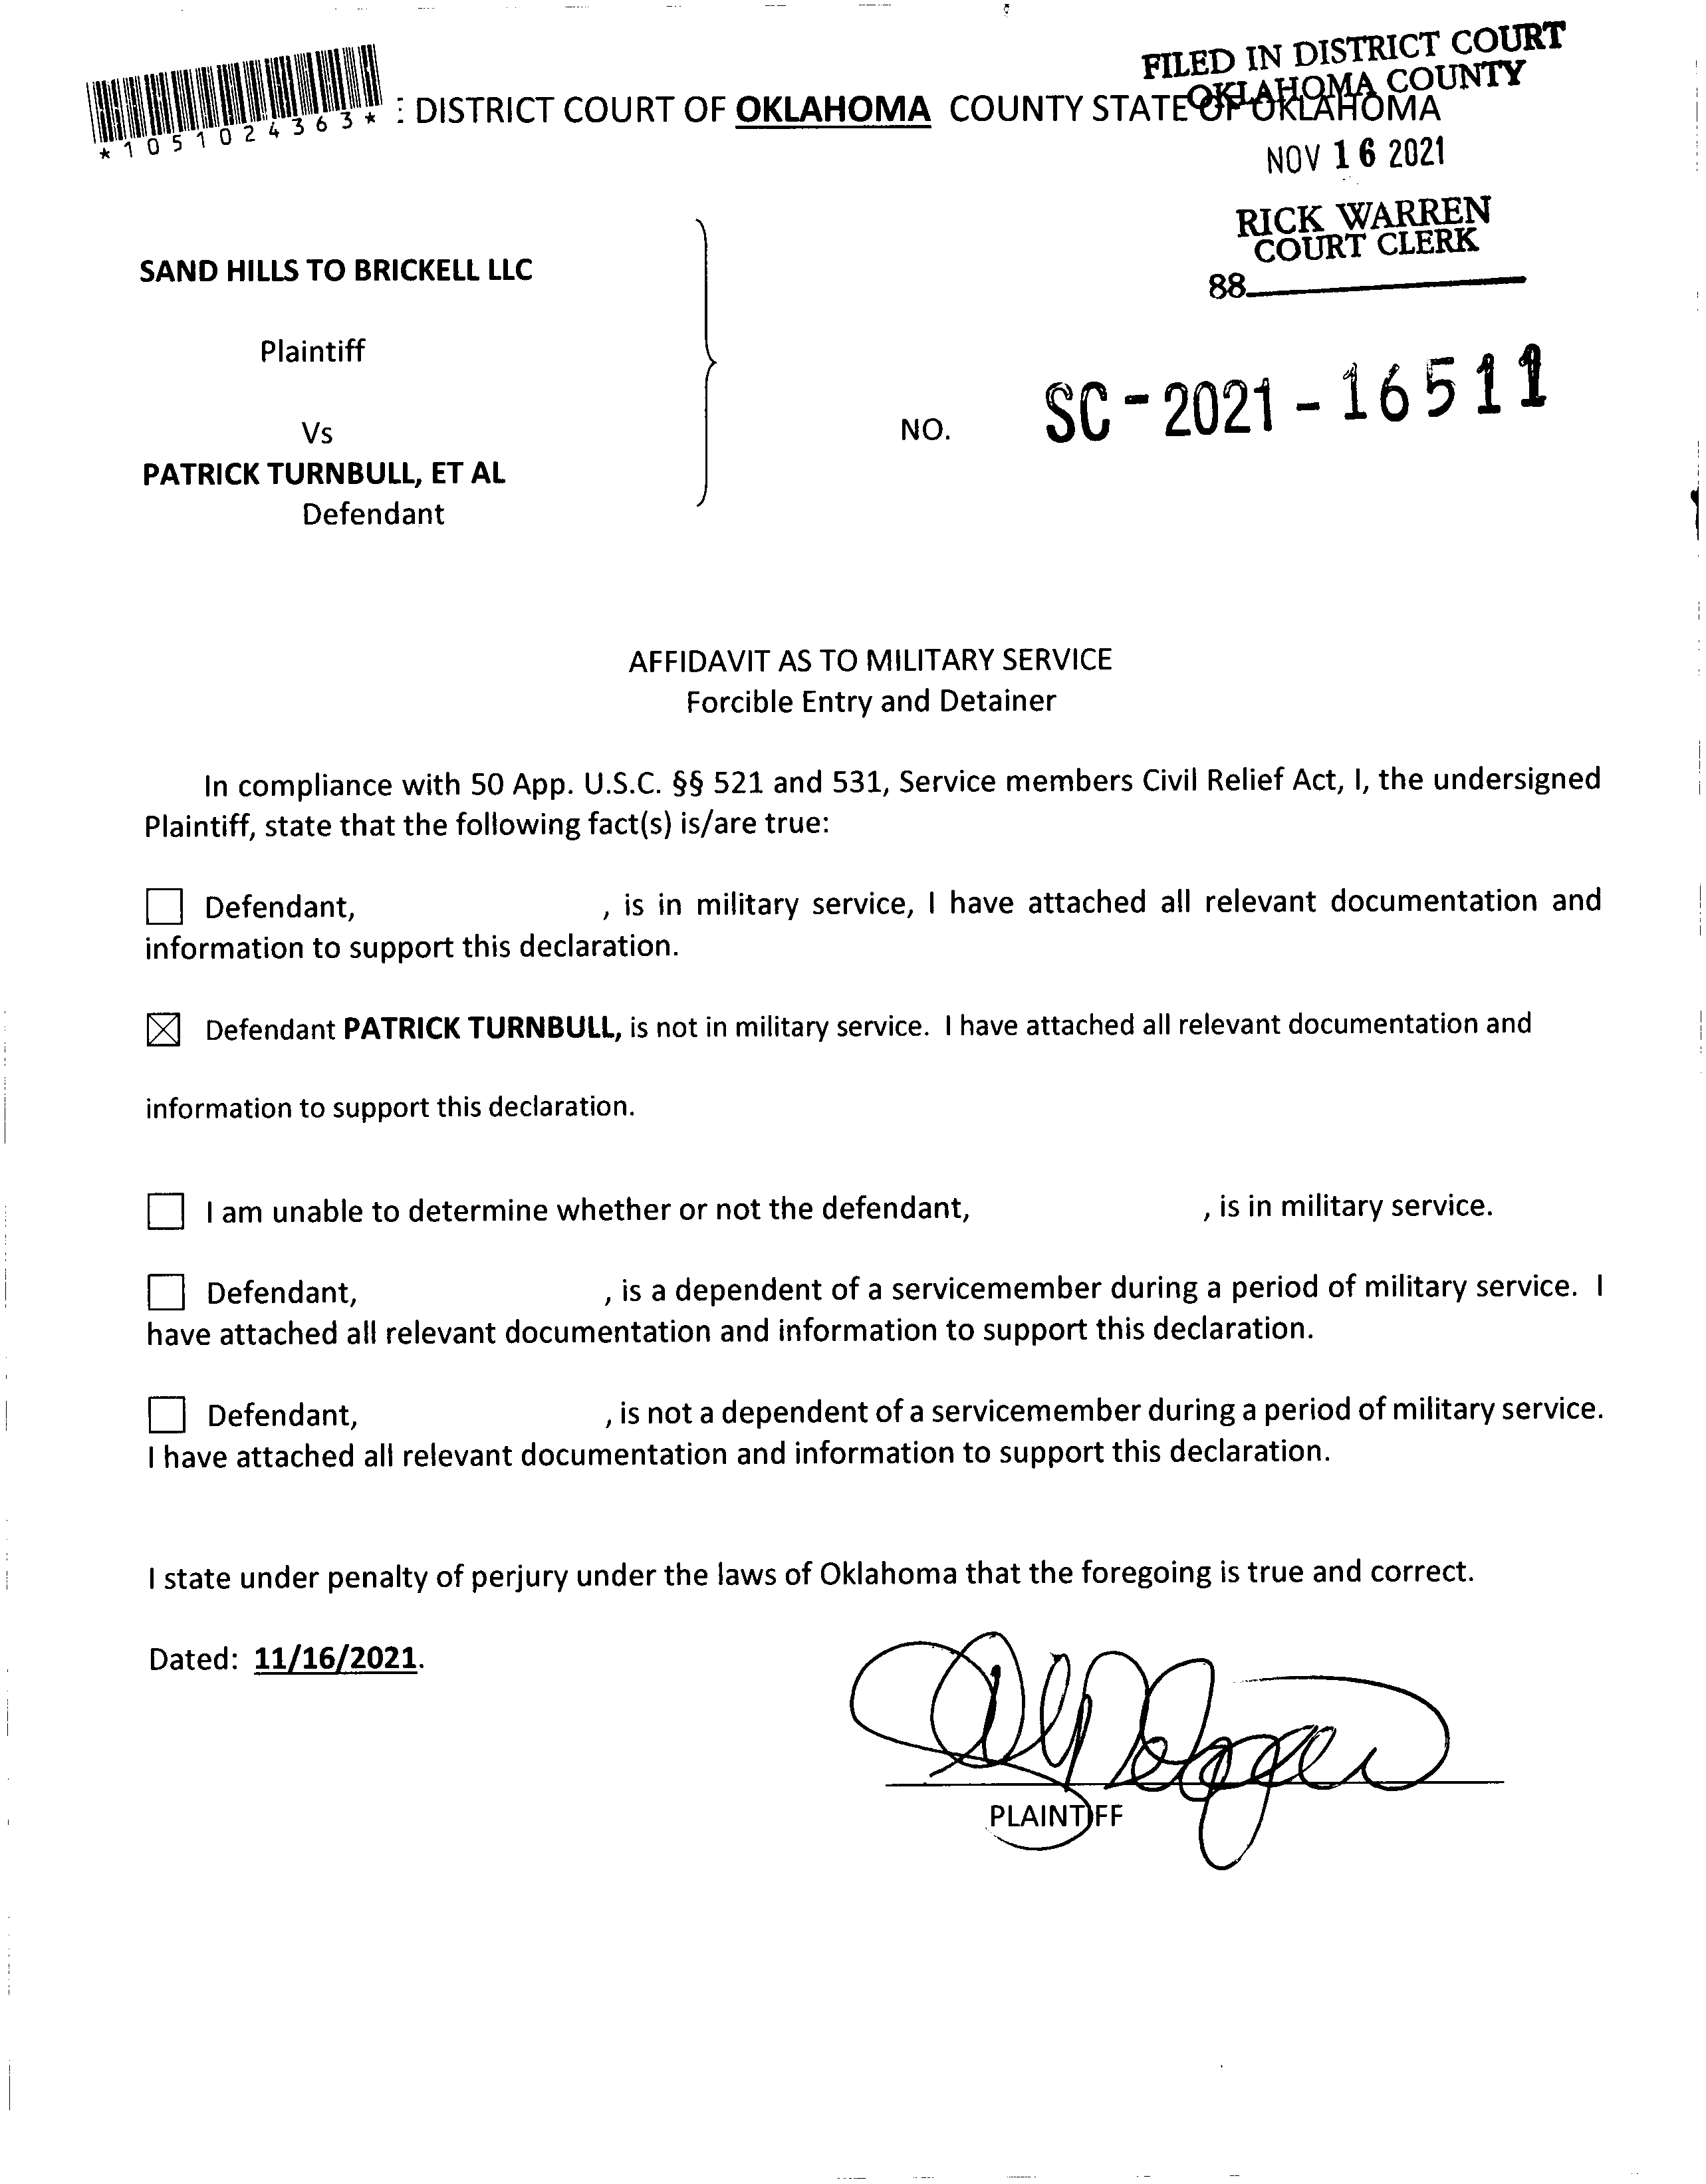 FILED IN DISTRICT COURT
OKLAHOMA COUNTY
*1051024363* : DISTRICT COURT OF OKLAHOMA COUNTY STATE OF OKLAHOMA
NOV 16 2021
RICK WARREN
COURT CLERK
88
SAND HILLS TO BRICKELL LLC
Plaintiff
Vs
NO. SC-2021-16511
PATRICK TURNBULL, ET AL
Defendant
AFFIDAVIT AS TO MILITARY SERVICE
Forcible Entry and Detainer
In compliance with 50 App. U.S.C. §§ 521 and 531, Service members Civil Relief Act, I, the undersigned
Plaintiff, state that the following fact(s) is/are true:
☐ Defendant, , is in military service, I have attached all relevant documentation and
information to support this declaration.
☒ Defendant PATRICK TURNBULL, is not in military service. I have attached all relevant documentation and
information to support this declaration.
☐ I am unable to determine whether or not the defendant, , is in military service.
☐ Defendant, , is a dependent of a servicemember during a period of military service. I
have attached all relevant documentation and information to support this declaration.
☐ Defendant, , is not a dependent of a servicemember during a period of military service.
I have attached all relevant documentation and information to support this declaration.
I state under penalty of perjury under the laws of Oklahoma that the foregoing is true and correct.
Dated: 11/16/2021.
PLAINTIFF